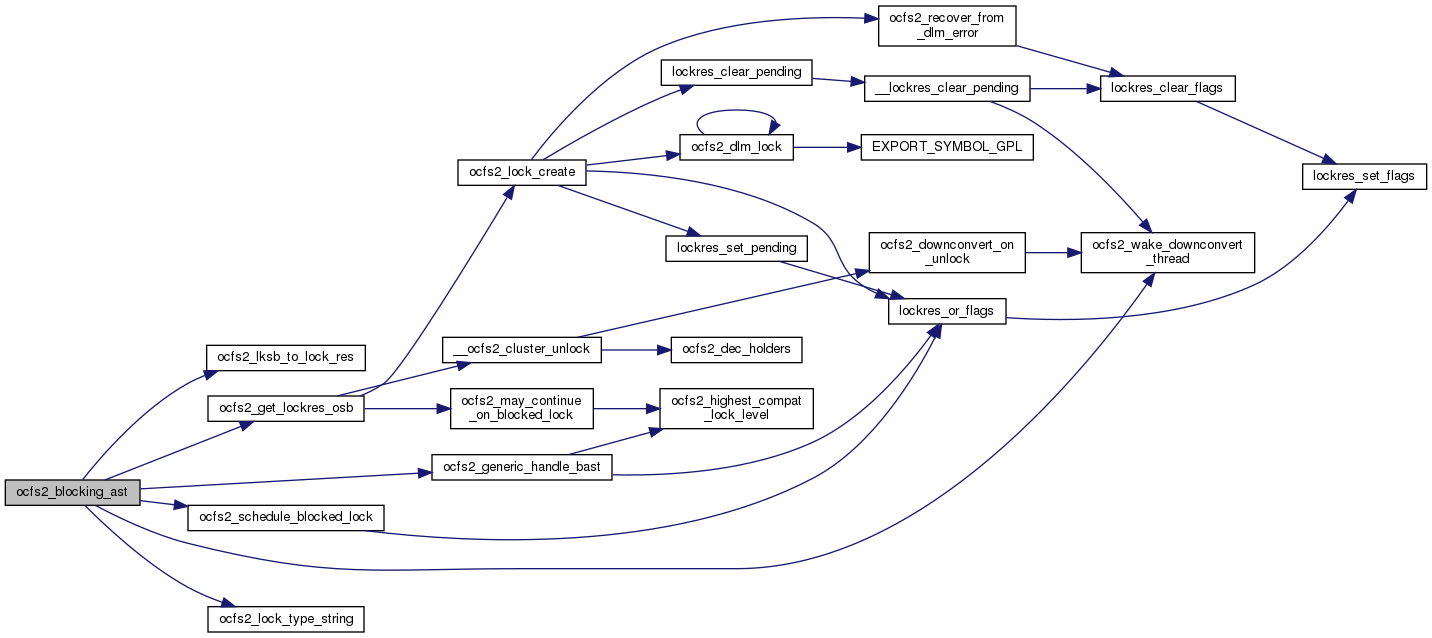 ocfs2_recover_from
_dlm_error
lockres_clear_pending
__lockres_clear_pending
lockres_clear_flags
ocfs2_dlm_lock
EXPORT_SYMBOL_GPL
ocfs2_lock_create
lockres_set_flags
lockres_set_pending
ocfs2_downconvert_on
_unlock
ocfs2_wake_downconvert
_thread
lockres_or_flags
ocfs2_lksb_to_lock_res
__ocfs2_cluster_unlock
ocfs2_dec_holders
ocfs2_get_lockres_osb
ocfs2_may_continue
_on_blocked_lock
ocfs2_highest_compat
_lock_level
ocfs2_generic_handle_bast
ocfs2_blocking_ast
ocfs2_schedule_blocked_lock
ocfs2_lock_type_string